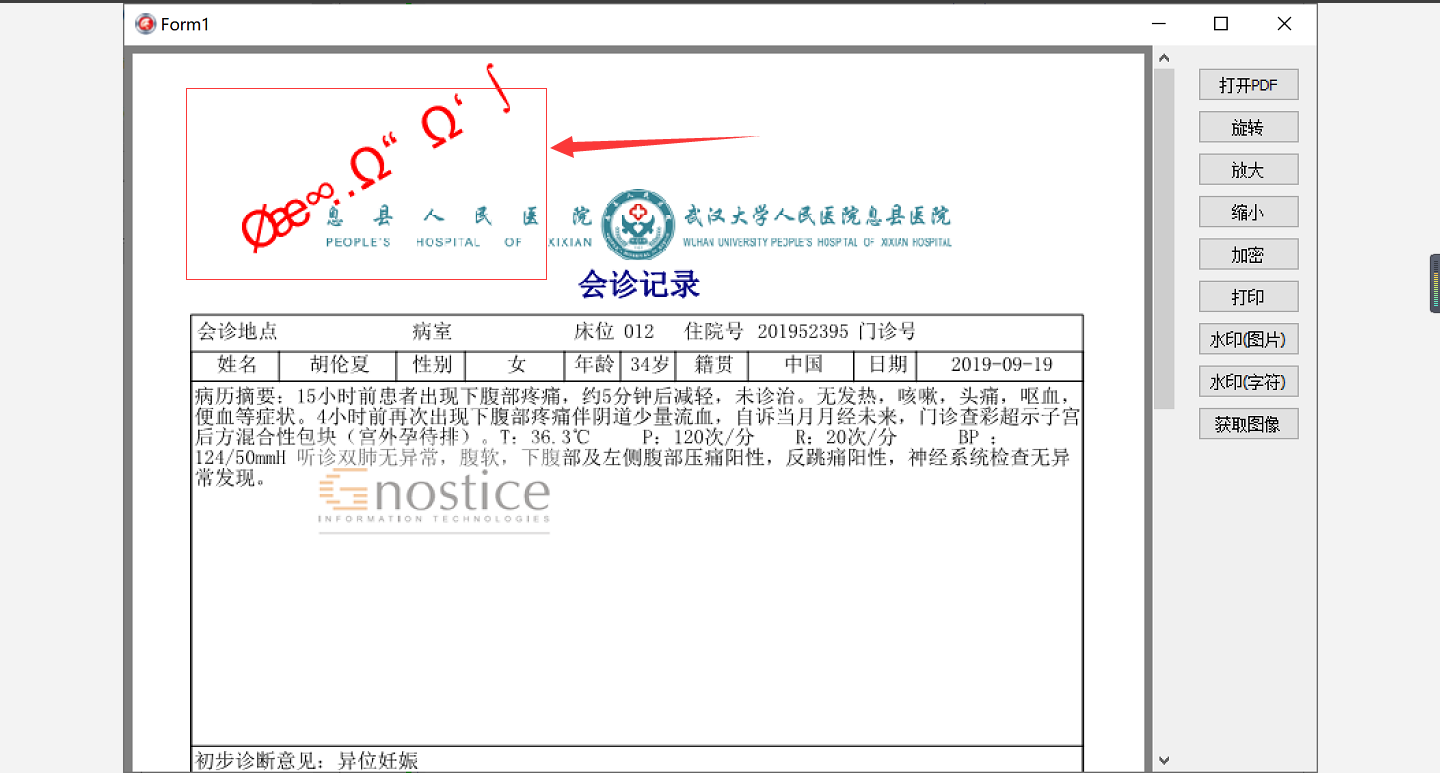 Form1
打开PDF
旋转
放大
缩小
加密
打印
水印(图片)
水印(字符)
获取图像
Øæ∞..Ω“ Ω‘ ∫
息县人民医院 武汉大学人民医院息县医院
PEOPLE'S HOSPITAL OF XIXIAN WUHAN UNIVERSITY PEOPLE'S HOSPITAL OF XIXIAN HOSPITAL
会诊记录
会诊地点 病室 床位 012 住院号 201952395 门诊号
姓名 胡伦夏 性别 女 年龄 34岁 籍贯 中国 日期 2019-09-19
病历摘要：15小时前患者出现下腹部疼痛，约5分钟后减轻，未诊治。无发热，咳嗽，头痛，呕血，
便血等症状。4小时前再次出现下腹部疼痛伴阴道少量流血，自诉当月月经未来，门诊查彩超示子宫
后方混合性包块（宫外孕待排）。T：36.3℃ P：120次/分 R：20次/分 BP：
124/50mmH 听诊双肺无异常，腹软，下腹部及左侧腹部压痛阳性，反跳痛阳性，神经系统检查无异
常发现。
Gnostice
INFORMATION TECHNOLOGIES
初步诊断意见：异位妊娠